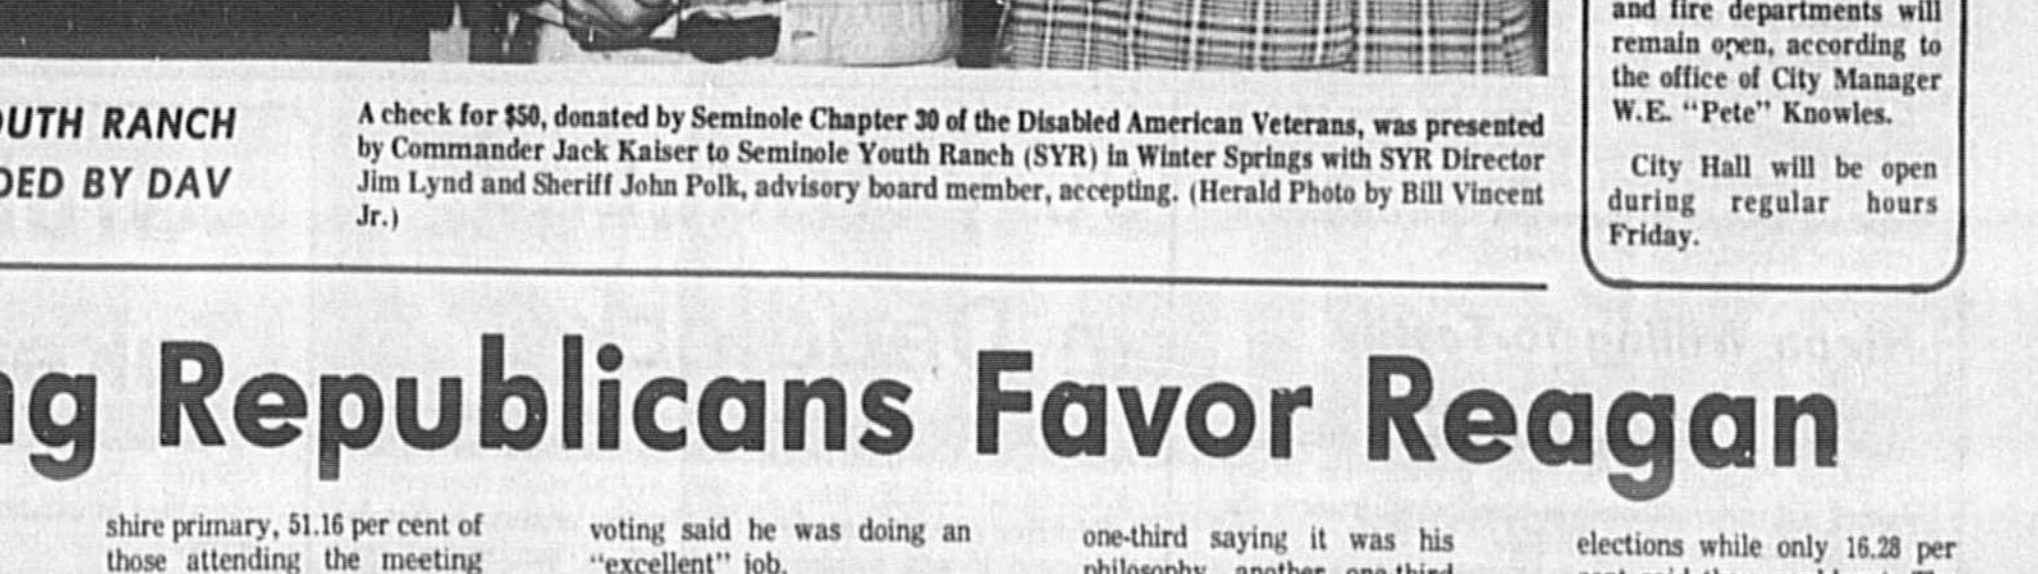 and fire departments will
remain open, according to
the office of City Manager
W.E. "Pete" Knowles.
City Hall will be open
during regular hours
Friday.
OUTH RANCH
DED BY DAV
A check for $50, donated by Seminole Chapter 30 of the Disabled American Veterans, was presented
by Commander Jack Kaiser to Seminole Youth Ranch (SYR) in Winter Springs with SYR Director
Jim Lynd and Sheriff John Polk, advisory board member, accepting. (Herald Photo by Bill Vincent
Jr.)
ng Republicans Favor Reagan
shire primary, 51.16 per cent of
those attending the meeting
voting said he was doing an
"excellent" job.
one-third saying it was his
philosophy, another one-third
elections while only 16.28 per